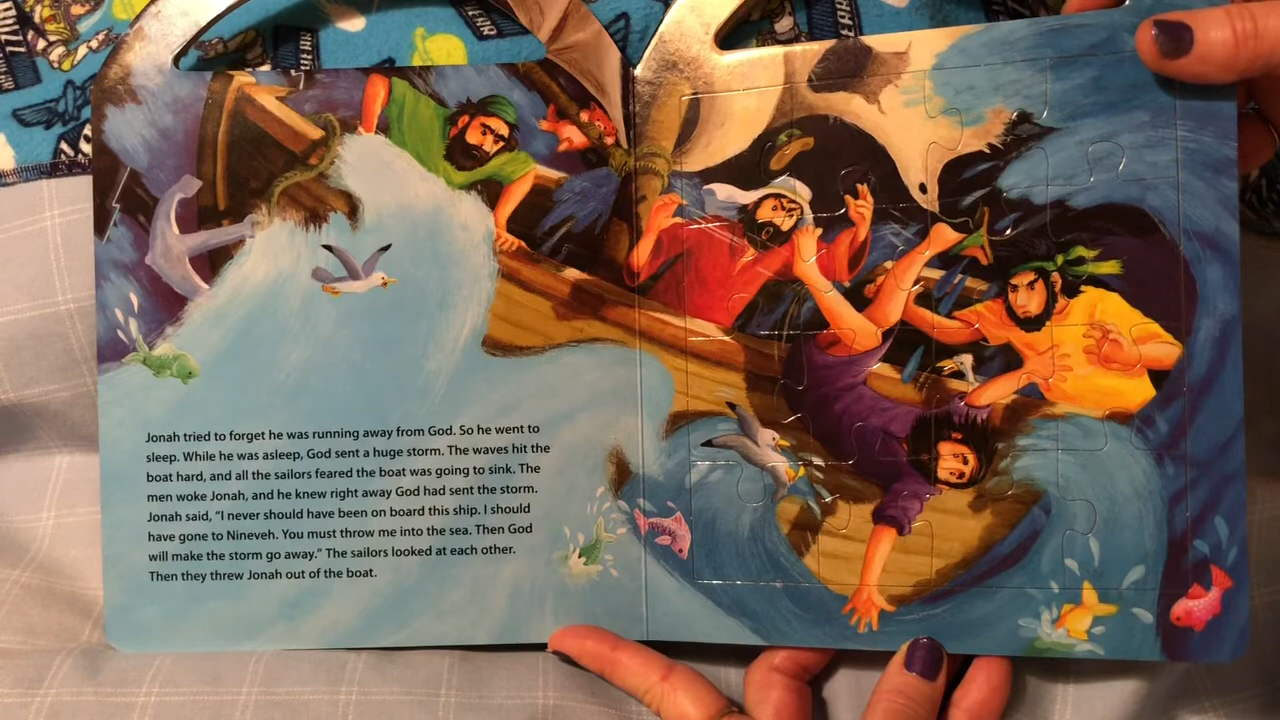 Jonah tried to forget he was running away from God. So he went to
sleep. While he was asleep, God sent a huge storm. The waves hit the
boat hard, and all the sailors feared the boat was going to sink. The
men woke Jonah, and he knew right away God had sent the storm.
Jonah said, “I never should have been on board this ship. I should
have gone to Nineveh. You must throw me into the sea. Then God
will make the storm go away.” The sailors looked at each other.
Then they threw Jonah out of the boat.